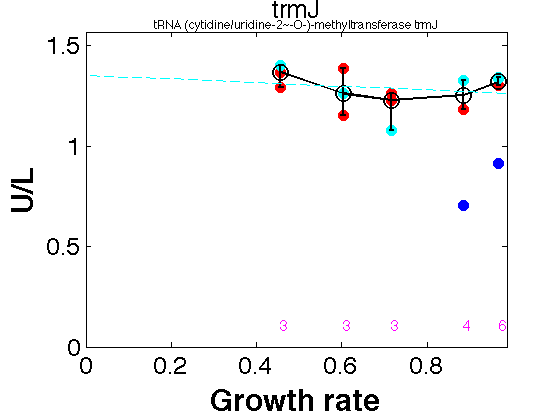 trmJ
tRNA (cytidine/uridine-2~-O-)-methyltransferase trmJ
1.5
1
0.5
0
U/L
3 3 3 4 6
0 0.2 0.4 0.6 0.8
Growth rate